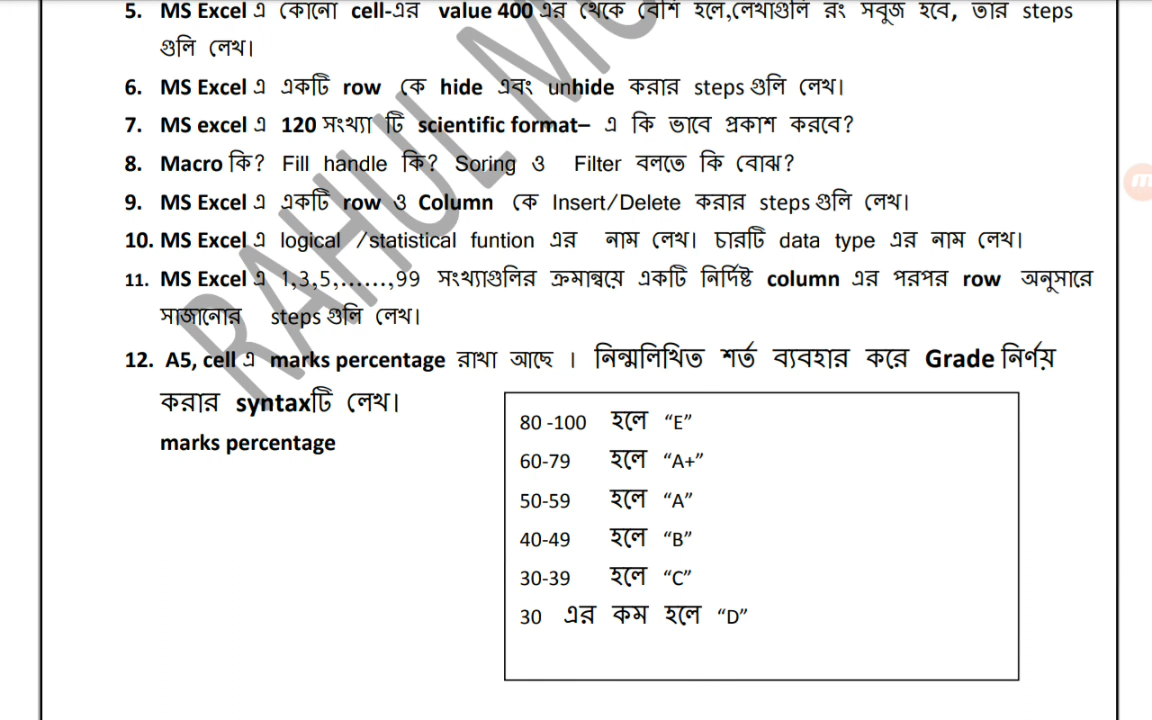 5. MS Excel এ কোনো cell-এর value 400 এর থেকে বেশি হলে,লেখাগুলি রং সবুজ হবে, তার steps
গুলি লেখ।
6. MS Excel এ একটি row কে hide এবং unhide করার steps গুলি লেখ।
7. MS excel এ 120 সংখ্যা টি scientific format– এ কি ভাবে প্রকাশ করবে?
8. Macro কি? Fill handle কি? Soring ও Filter বলতে কি বোঝ?
9. MS Excel এ একটি row ও Column কে Insert/Delete করার steps গুলি লেখ।
10. MS Excel এ logical /statistical funtion এর নাম লেখ। চারটি data type এর নাম লেখ।
11. MS Excel এ 1,3,5,......,99 সংখ্যাগুলির ক্রমান্বয়ে একটি নির্দিষ্ট column এর পরপর row অনুসারে
সাজানোর steps গুলি লেখ।
12. A5, cell এ marks percentage রাখা আছে । নিন্মলিখিত শর্ত ব্যবহার করে Grade নির্ণয়
করার syntaxটি লেখ।
marks percentage
80 -100 হলে “E”
60-79 হলে “A+”
50-59 হলে “A”
40-49 হলে “B”
30-39 হলে “C”
30 এর কম হলে “D”
RAHUL